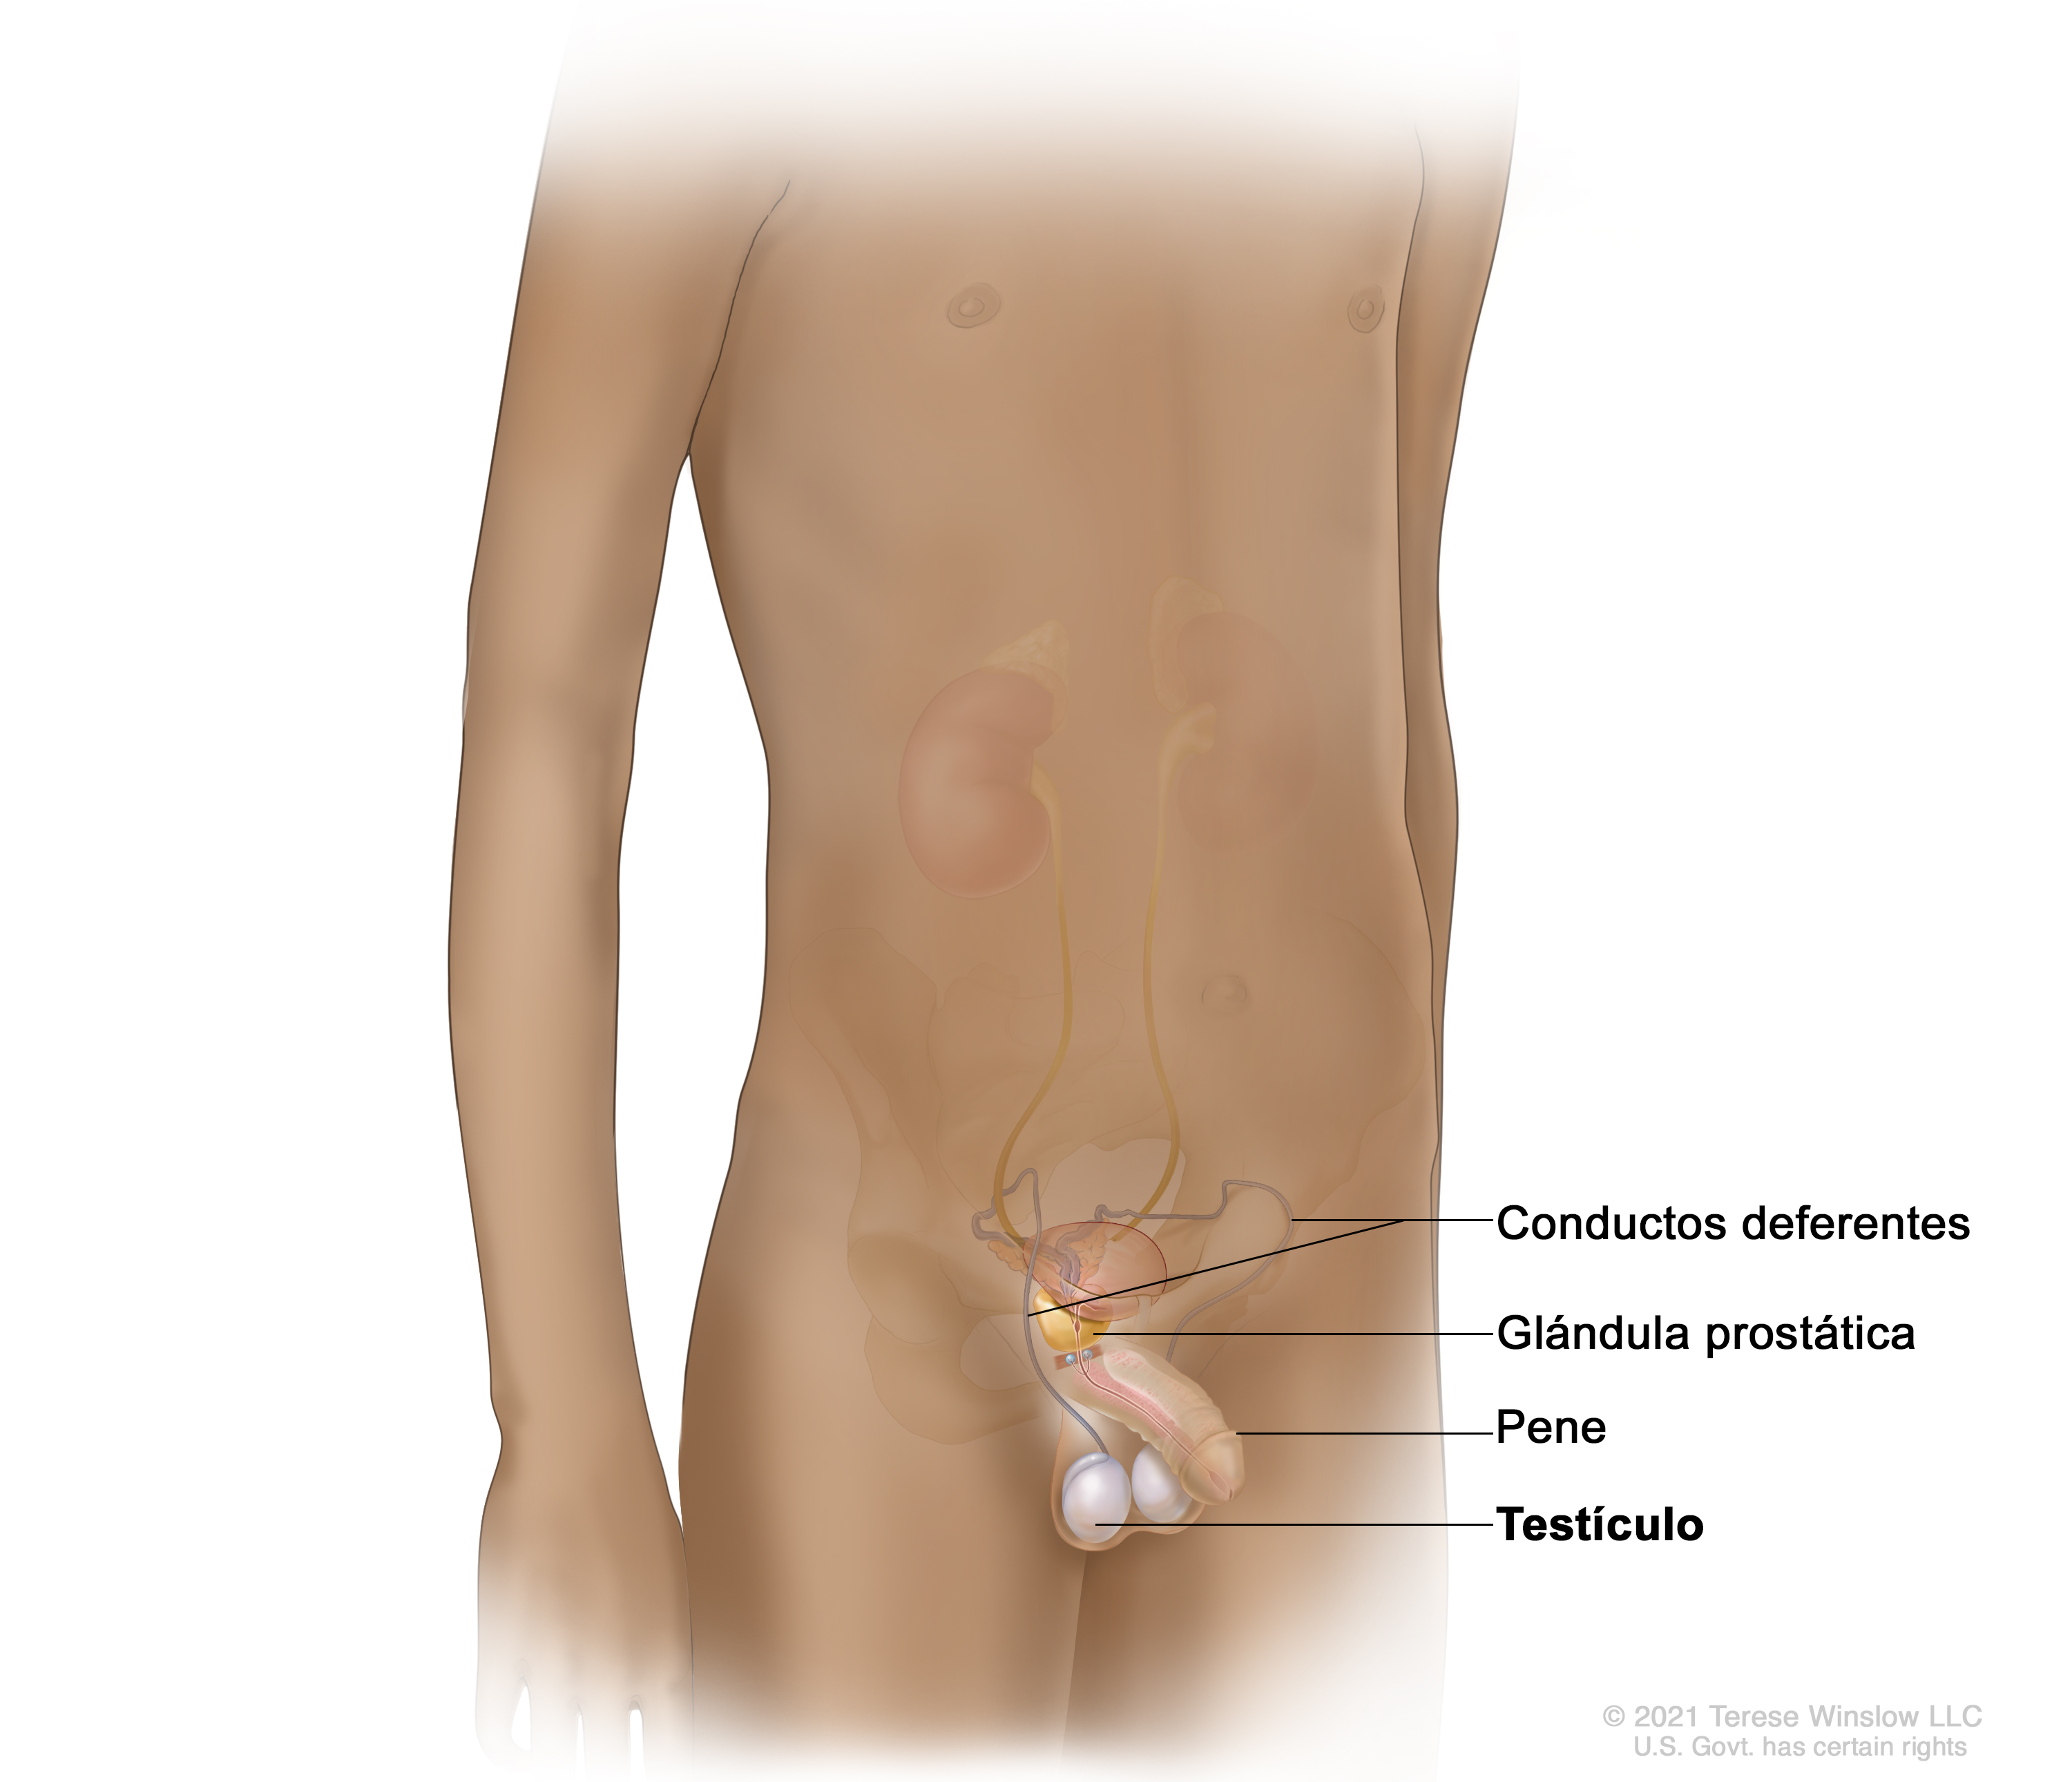 Conductos deferentes
Glándula prostática
Pene
Testículo
© 2021 Terese Winslow LLC
U.S. Govt. has certain rights